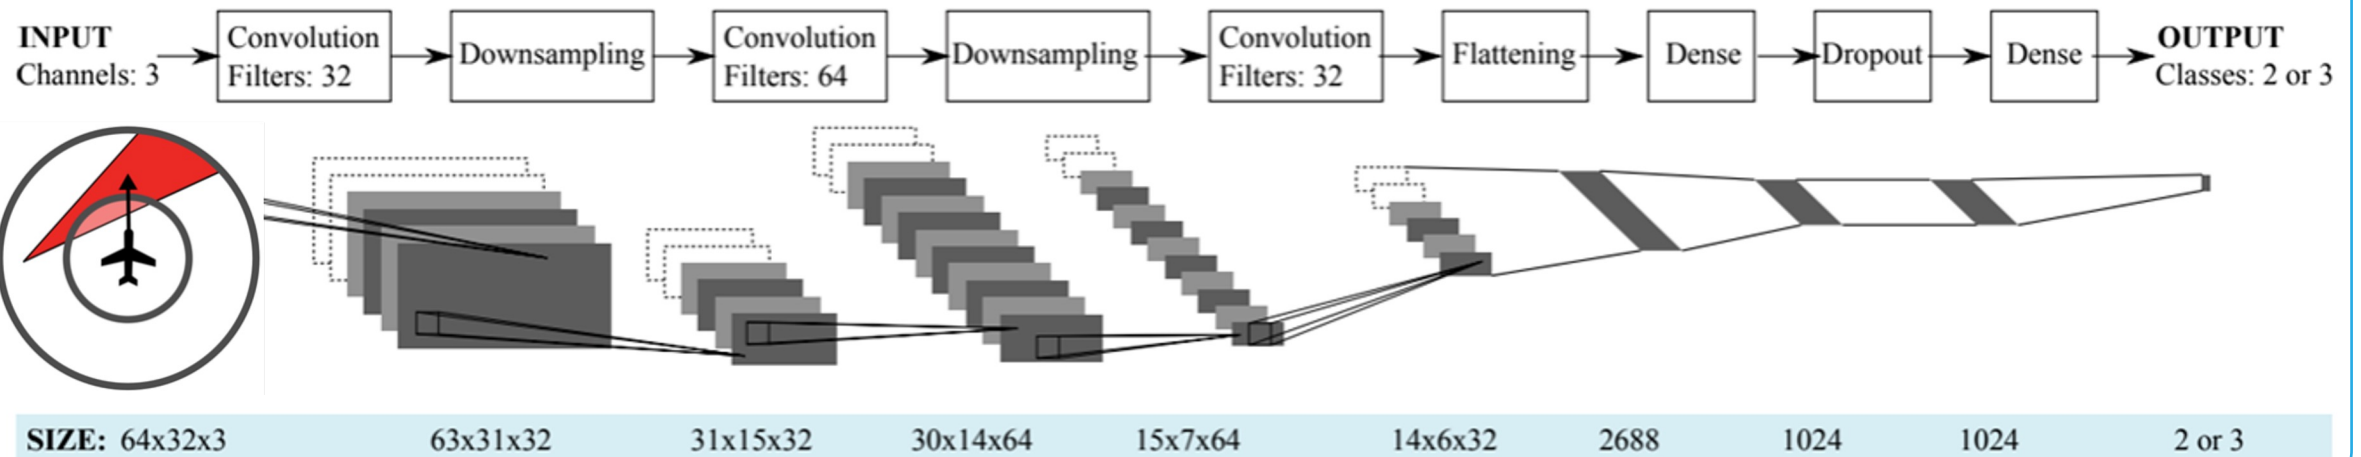 INPUT
Channels: 3
Convolution
Filters: 32
Downsampling
Convolution
Filters: 64
Downsampling
Convolution
Filters: 32
Flattening
Dense
Dropout
Dense
OUTPUT
Classes: 2 or 3
SIZE: 64x32x3 63x31x32 31x15x32 30x14x64 15x7x64 14x6x32 2688 1024 1024 2 or 3